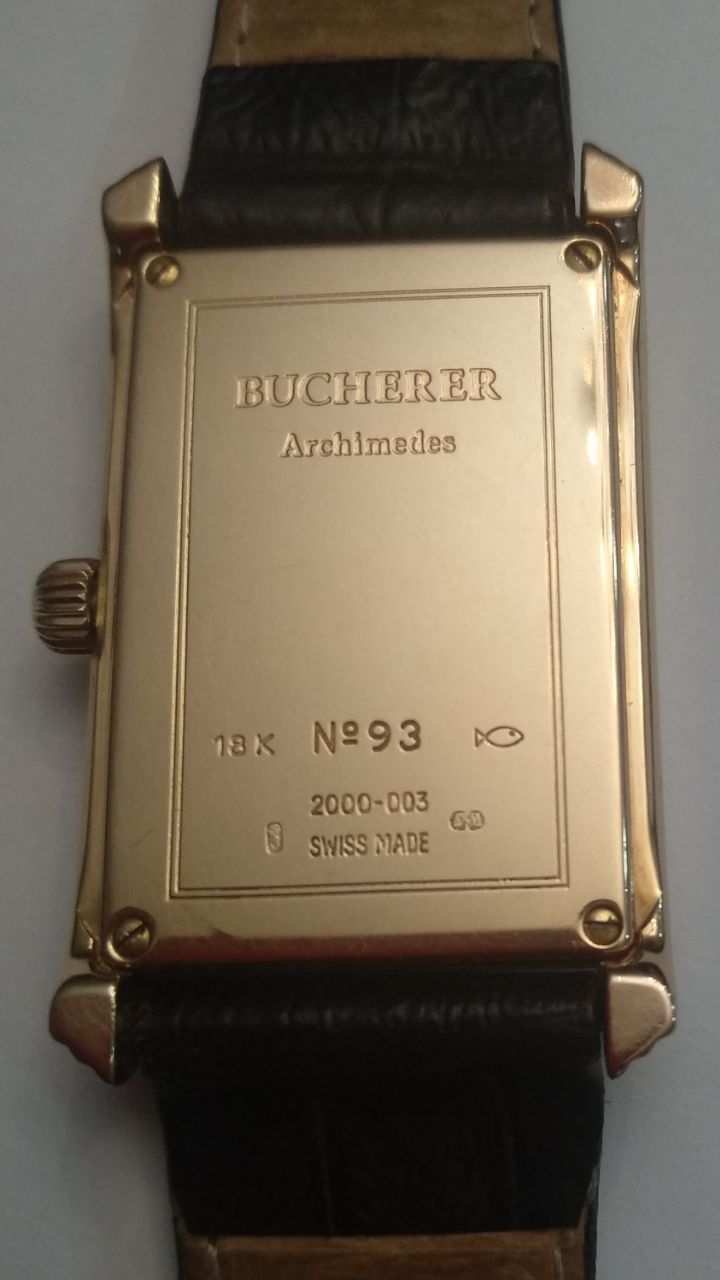 BUCHERER
Archimedes
18K Nº93
2000-003
SWISS MADE